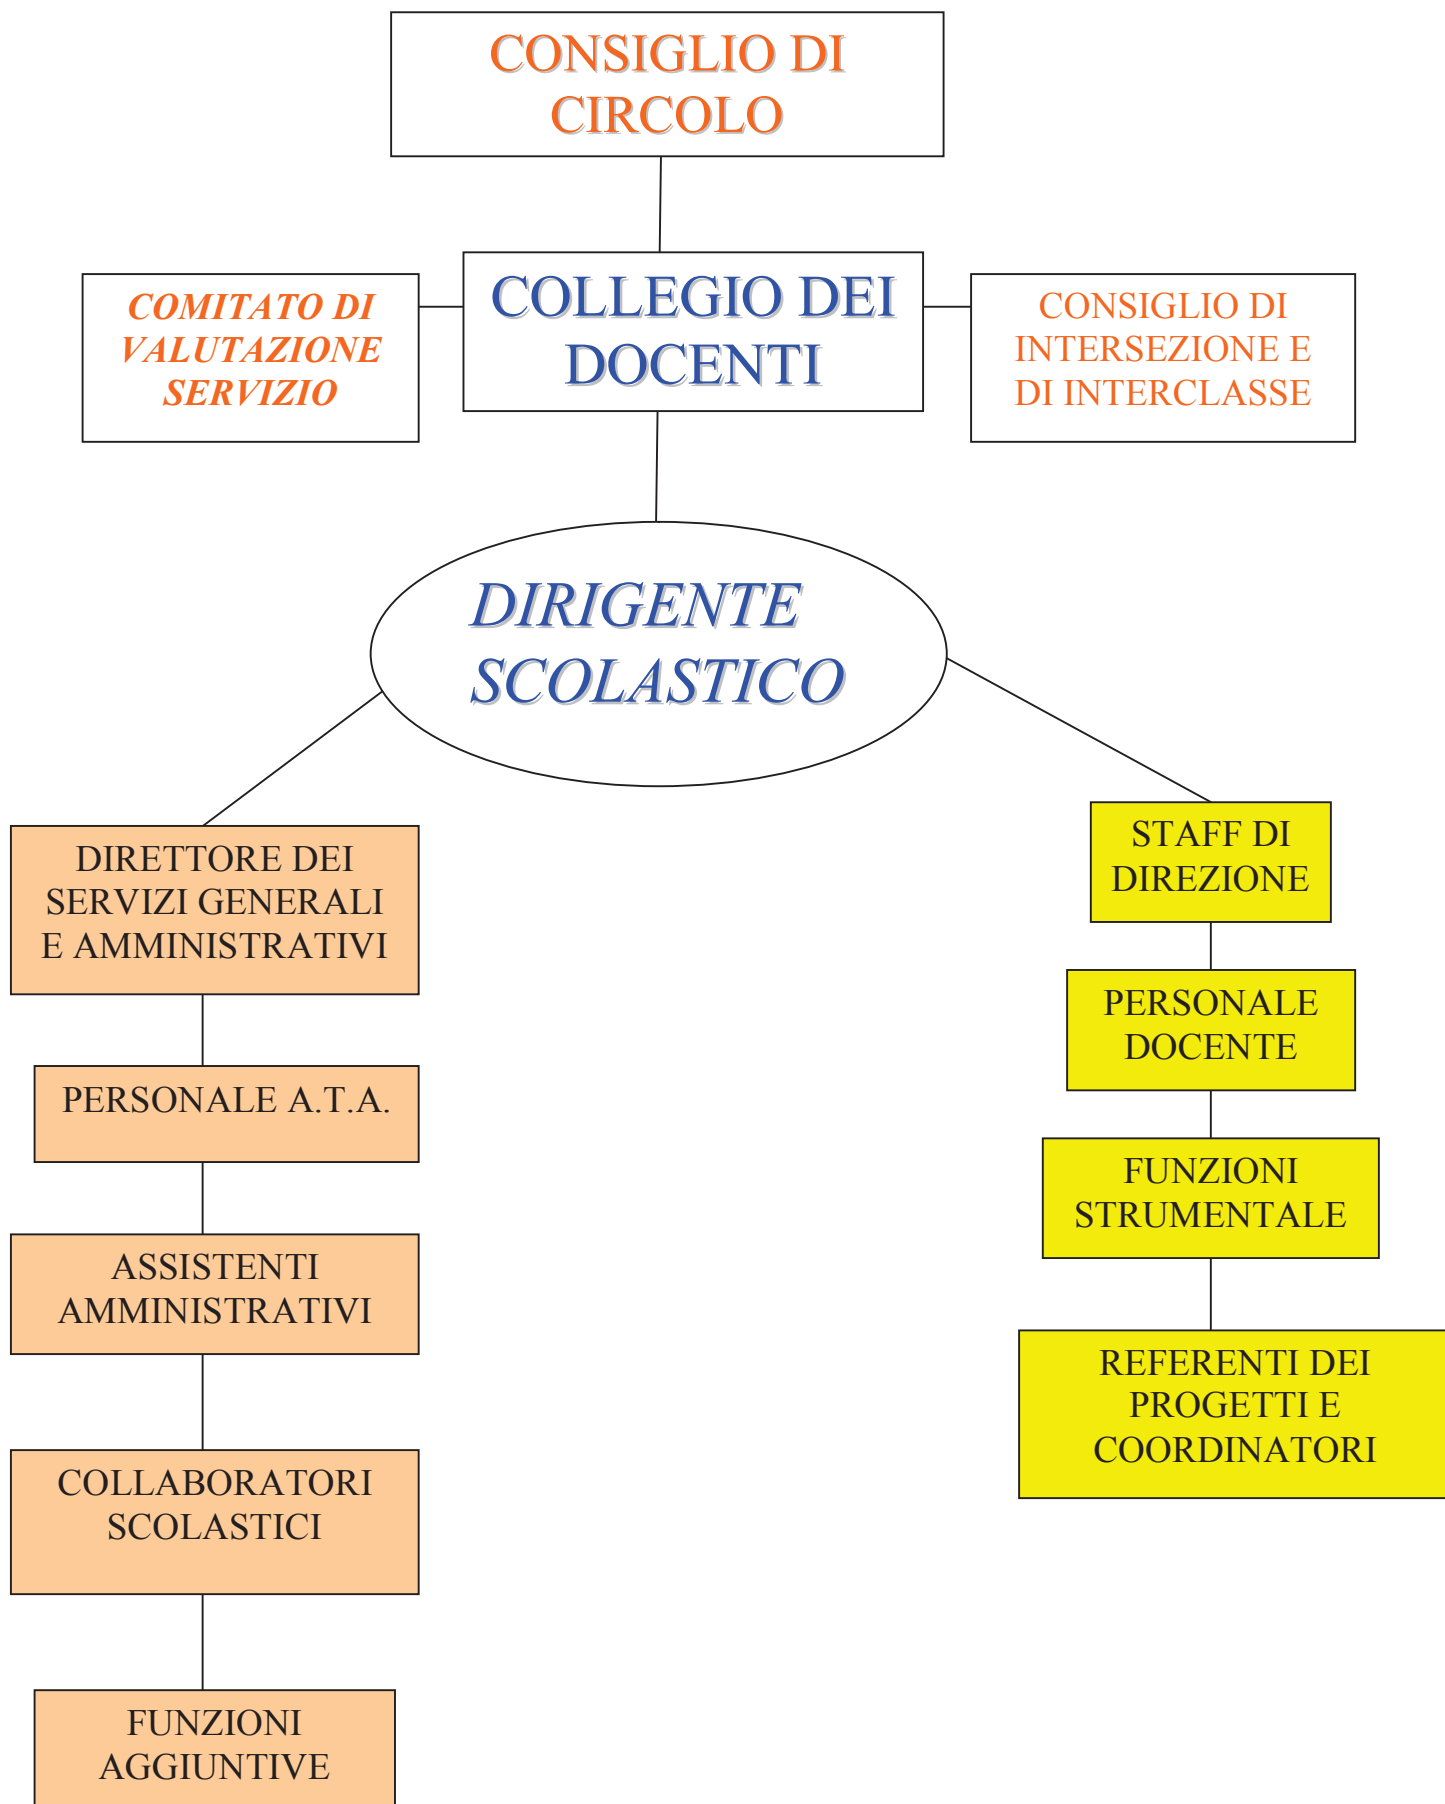 CONSIGLIO DI
CIRCOLO
COMITATO DI
VALUTAZIONE
SERVIZIO
COLLEGIO DEI
DOCENTI
CONSIGLIO DI
INTERSEZIONE E
DI INTERCLASSE
DIRIGENTE
SCOLASTICO
DIRETTORE DEI
SERVIZI GENERALI
E AMMINISTRATIVI
PERSONALE A.T.A.
ASSISTENTI
AMMINISTRATIVI
COLLABORATORI
SCOLASTICI
FUNZIONI
AGGIUNTIVE
STAFF DI
DIREZIONE
PERSONALE
DOCENTE
FUNZIONI
STRUMENTALE
REFERENTI DEI
PROGETTI E
COORDINATORI